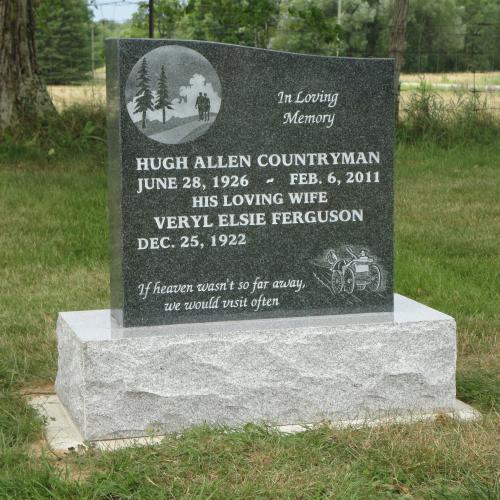 In Loving
Memory
HUGH ALLEN COUNTRYMAN
JUNE 28, 1926 - FEB. 6, 2011
HIS LOVING WIFE
VERYL ELSIE FERGUSON
DEC. 25, 1922
If heaven wasn't so far away,
we would visit often